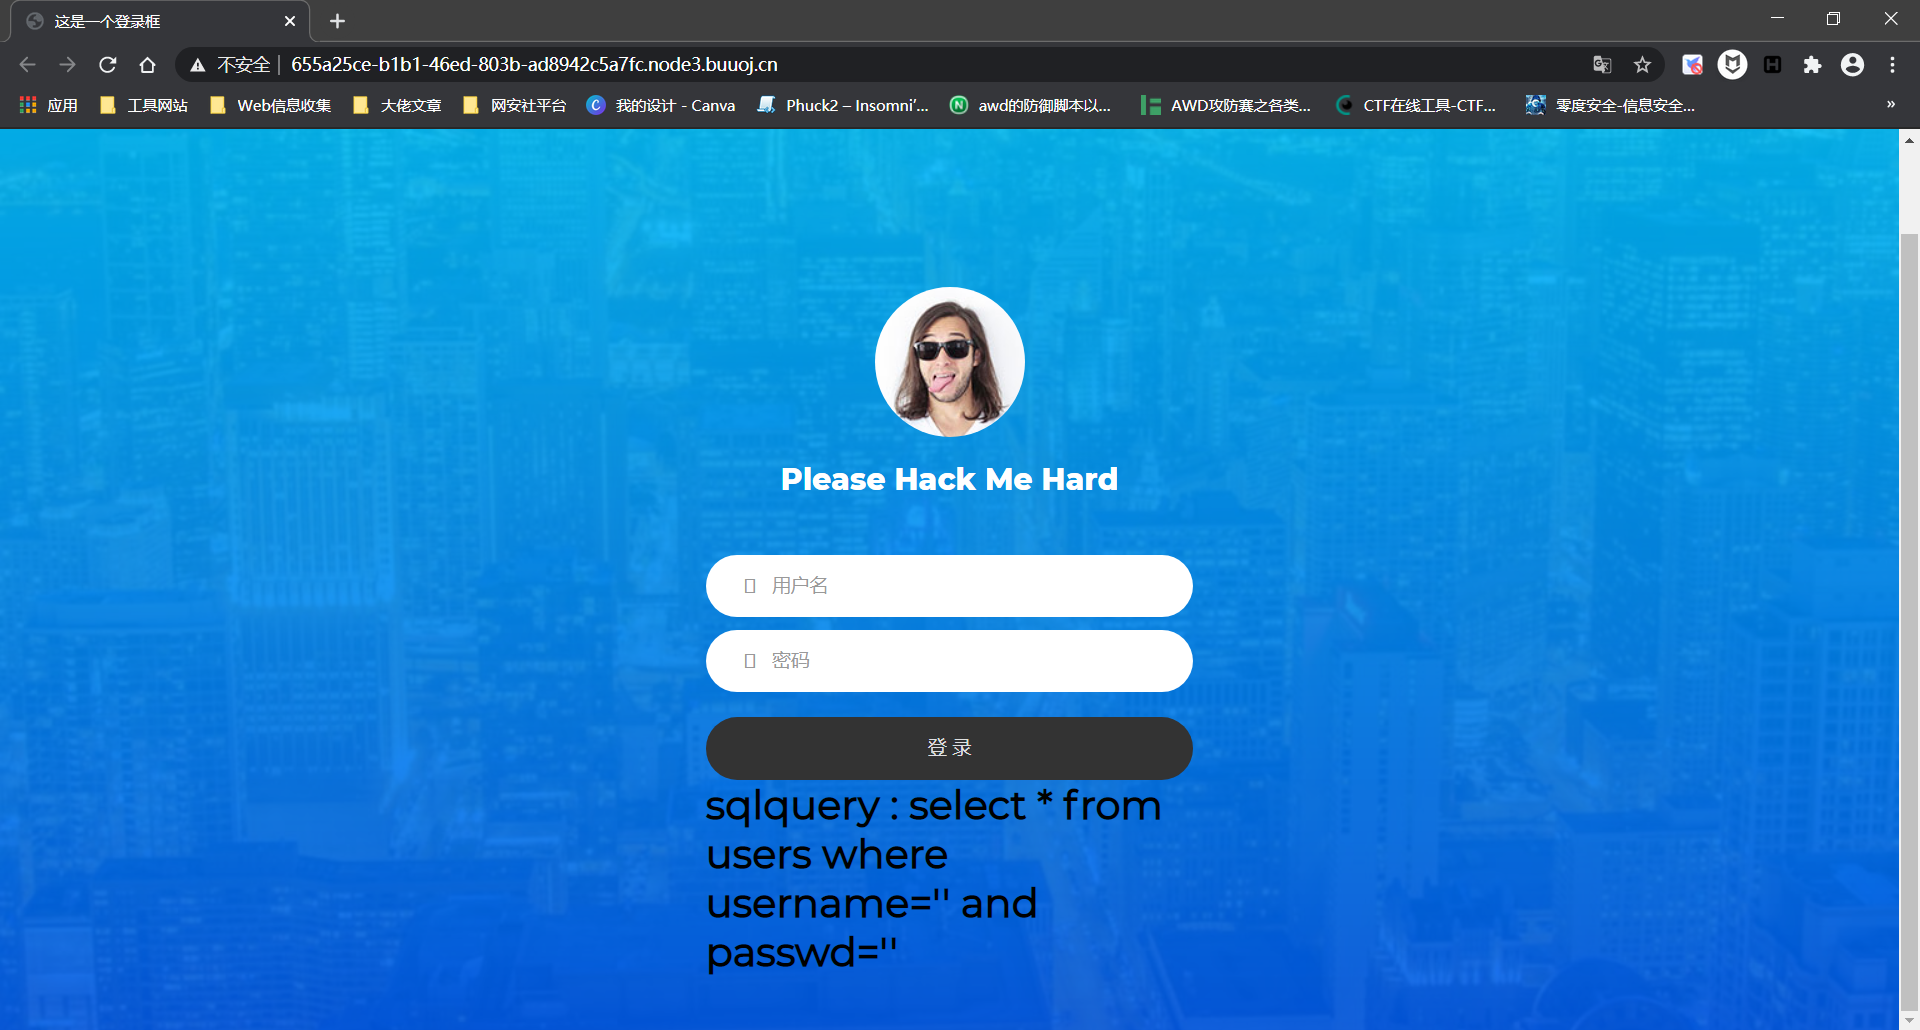 这是一个登录框
不安全 655a25ce-b1b1-46ed-803b-ad8942c5a7fc.node3.buuoj.cn
应用 工具网站 Web信息收集 大佬文章 网安社平台 我的设计 - Canva Phuck2 – Insomni'... awd的防御脚本以... AWD攻防赛之各类... CTF在线工具-CTF... 零度安全-信息安全... »
Please Hack Me Hard
用户名
密码
登 录
sqlquery : select * from
users where
username='' and
passwd=''